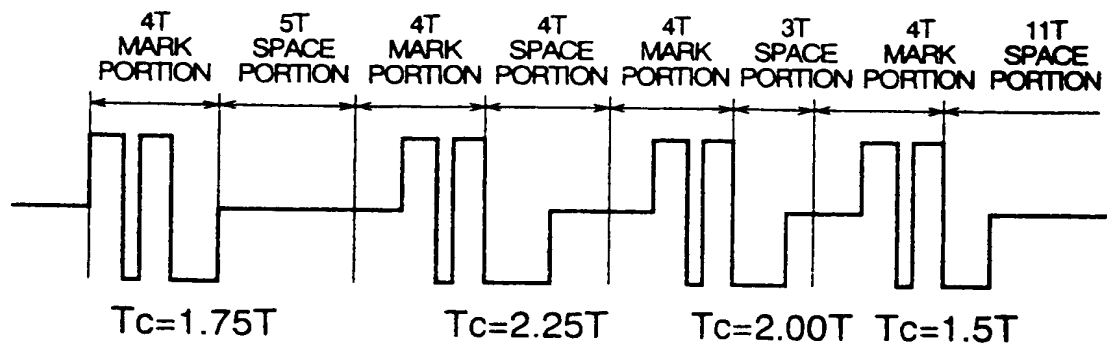 4T MARK PORTION
5T SPACE PORTION
4T MARK PORTION
4T SPACE PORTION
4T MARK PORTION
3T SPACE PORTION
4T MARK PORTION
11T SPACE PORTION
Tc=1.75T
Tc=2.25T
Tc=2.00T
Tc=1.5T